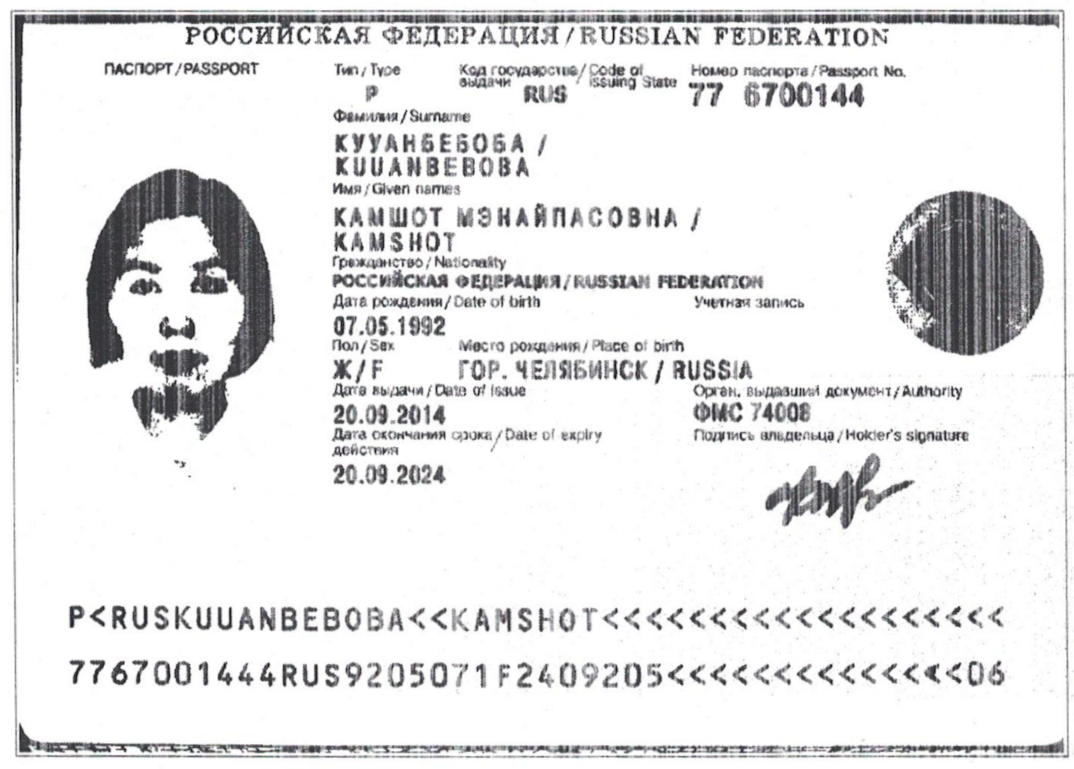 РОССИЙСКАЯ ФЕДЕРАЦИЯ / RUSSIAN FEDERATION
ПАСПОРТ / PASSPORT
Тип / Type
P
Код государства / Code of
выдачи issuing State
RUS
Номер паспорта / Passport No.
77 6700144
Фамилия / Surname
КУУАНБЕБОБА /
KUUANBEBOBA
Имя / Given names
КАМШОТ МЭНАЙПАСОВНА /
KAMSHOT
Гражданство / Nationality
РОССИЙСКАЯ ФЕДЕРАЦИЯ / RUSSIAN FEDERATION
Дата рождения / Date of birth
Учетная запись
07.05.1992
Пол / Sex
Место рождения / Place of birth
Ж / F
ГОР. ЧЕЛЯБИНСК / RUSSIA
Дата выдачи / Date of issue
Орган, выдавший документ / Authority
20.09.2014
ФМС 74008
Дата окончания срока / Date of expiry
действия
Подпись владельца / Holder's signature
20.09.2024
P<RUSKUUANBEBOBA<<KAMSHOT<<<<<<<<<<<<<<<<<<<
7767001444RUS9205071F2409205<<<<<<<<<<<<<<06